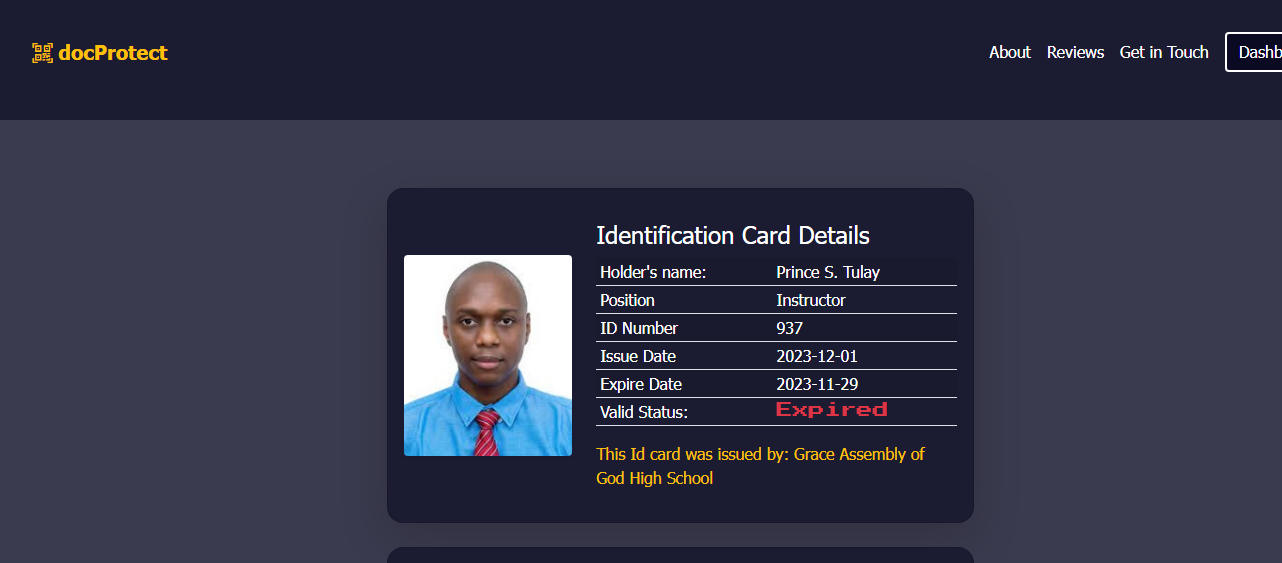 docProtect
About Reviews Get in Touch Dashb
Identification Card Details
Holder's name: Prince S. Tulay
Position Instructor
ID Number 937
Issue Date 2023-12-01
Expire Date 2023-11-29
Valid Status: Expired
This Id card was issued by: Grace Assembly of
God High School